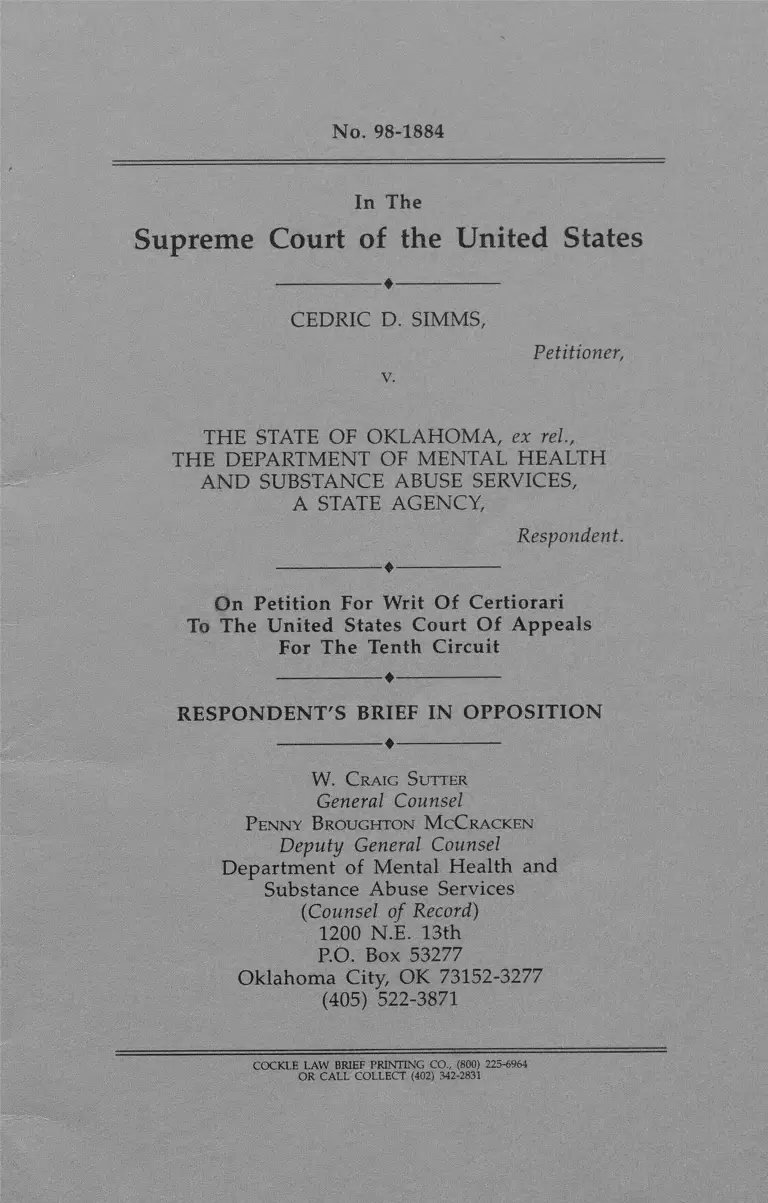 No. 98-1884
In The
Supreme Court of the United States
CEDRIC D. SIMMS,
Petitioner,
v.
THE STATE OF OKLAHOMA, ex rel.,
THE DEPARTMENT OF MENTAL HEALTH
AND SUBSTANCE ABUSE SERVICES,
A STATE AGENCY,
Respondent.
On Petition For Writ Of Certiorari
To The United States Court Of Appeals
For The Tenth Circuit
RESPONDENT'S BRIEF IN OPPOSITION
W. CRAIG SUTTER
General Counsel
PENNY BROUGHTON MCCRACKEN
Deputy General Counsel
Department of Mental Health and
Substance Abuse Services
(Counsel of Record)
1200 N.E. 13th
P.O. Box 53277
Oklahoma City, OK 73152-3277
(405) 522-3871
COCKLE LAW BRIEF PRINTING CO., (800) 225-6964
OR CALL COLLECT (402) 342-2831